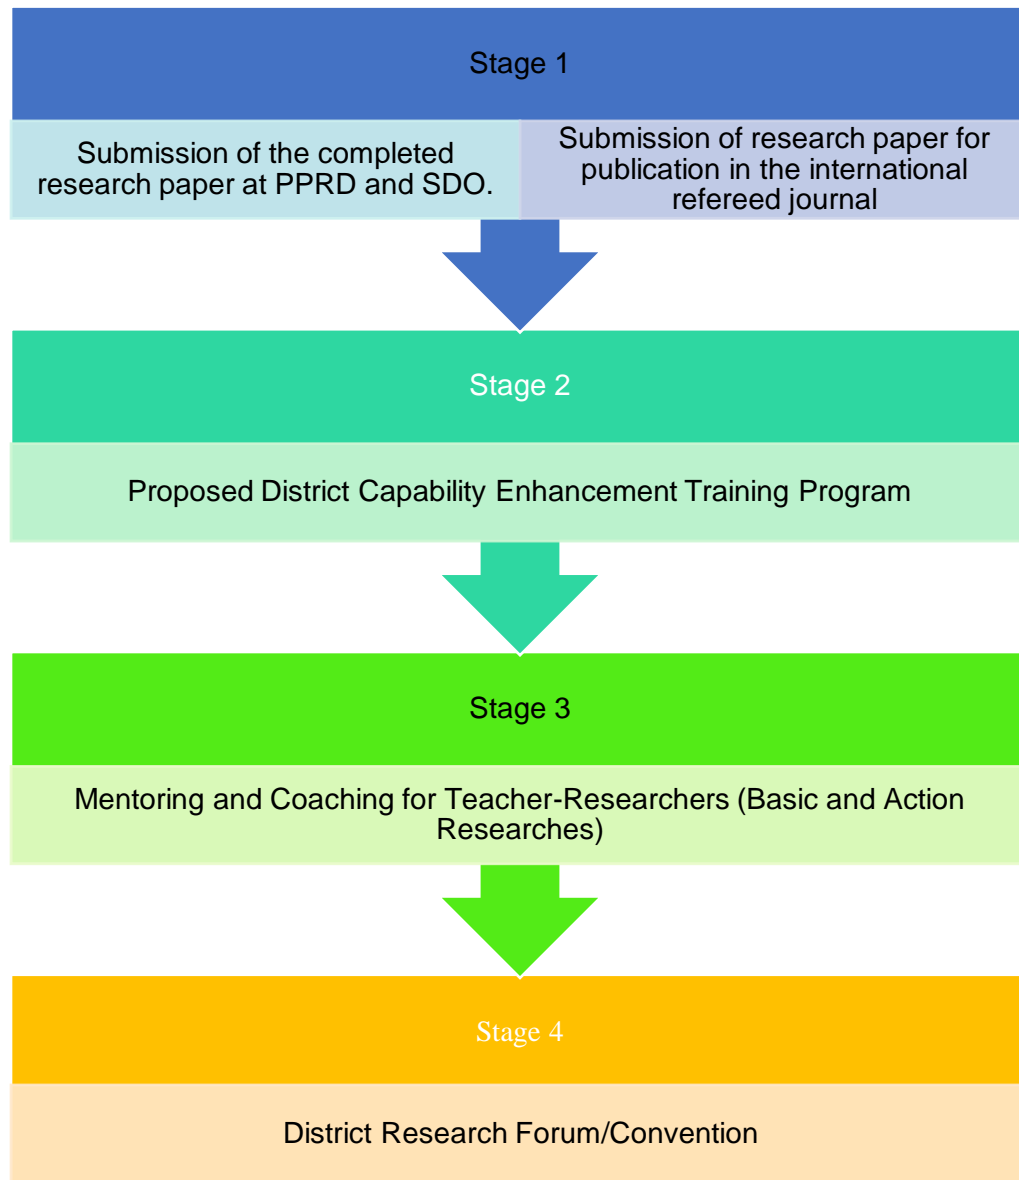 Stage 1
Submission of the completed
research paper at PPRD and SDO.
Submission of research paper for
publication in the international
refereed journal
Stage 2
Proposed District Capability Enhancement Training Program
Stage 3
Mentoring and Coaching for Teacher-Researchers (Basic and Action
Researches)
Stage 4
District Research Forum/Convention